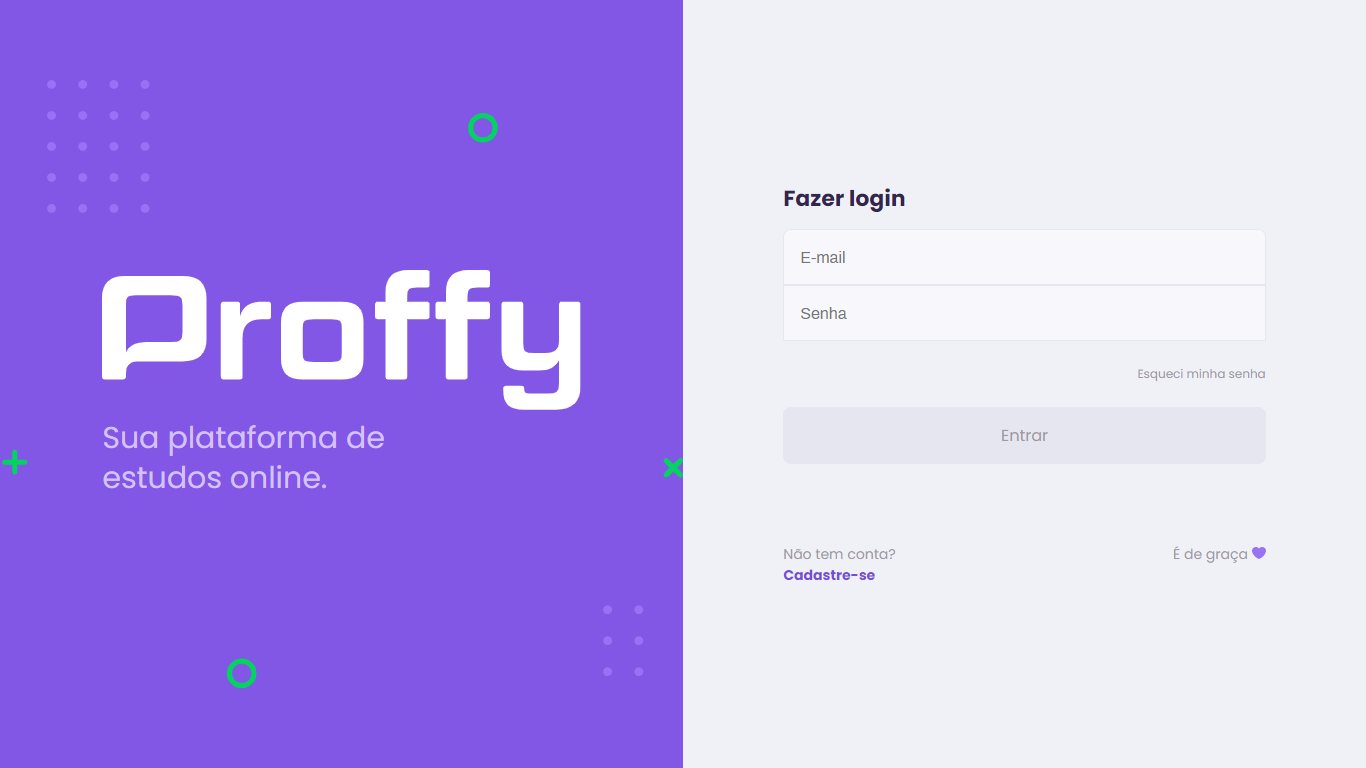 Proffy
Sua plataforma de
estudos online.
Fazer login
E-mail
Senha
Esqueci minha senha
Entrar
Não tem conta?
Cadastre-se
É de graça